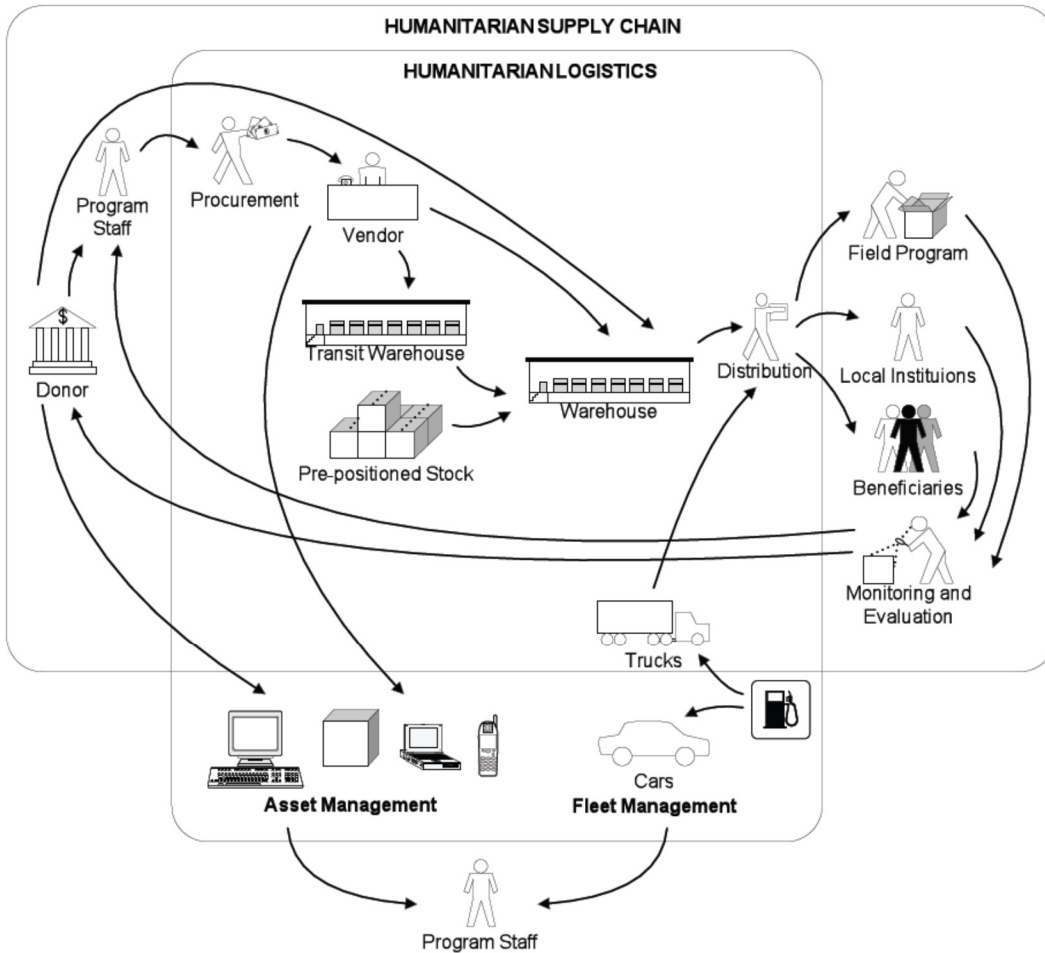 HUMANITARIAN SUPPLY CHAIN
HUMANITARIAN LOGISTICS
$
Program
Staff
Procurement
Vendor
Field Program
Donor
Transit Warehouse
Warehouse
Distribution
Local Instituions
Pre-positioned Stock
Beneficiaries
Monitoring and
Evaluation
Trucks
Cars
Asset Management
Fleet Management
Program Staff